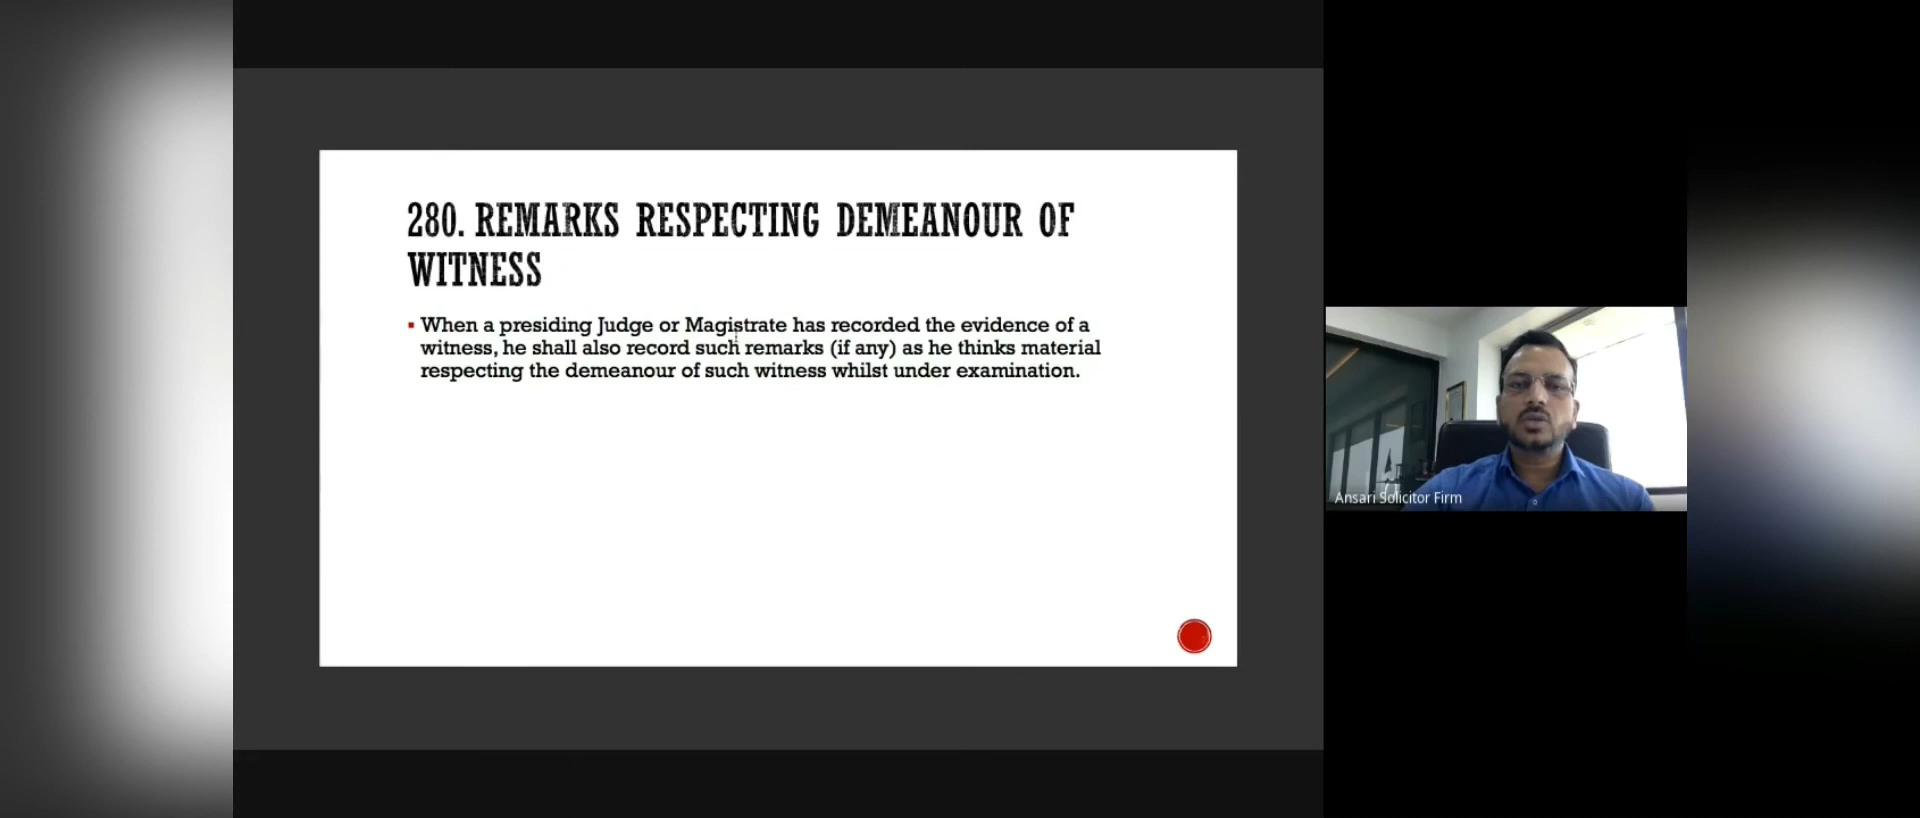 280. REMARKS RESPECTING DEMEANOUR OF
WITNESS
▪ When a presiding Judge or Magistrate has recorded the evidence of a
witness, he shall also record such remarks (if any) as he thinks material
respecting the demeanour of such witness whilst under examination.
Ansari Solicitor Firm